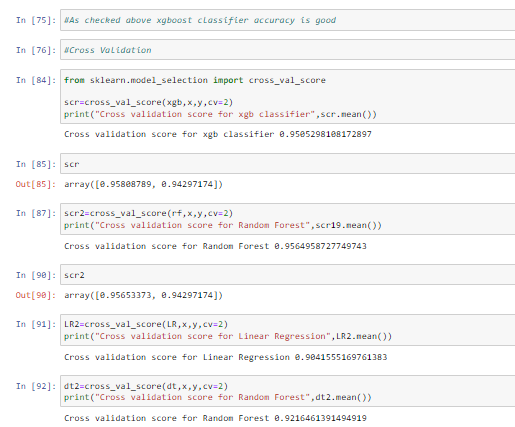 In [75]: #As checked above xgboost classifier accuracy is good
In [76]: #Cross Validation
In [84]: from sklearn.model_selection import cross_val_score
scr=cross_val_score(xgb,x,y,cv=2)
print("Cross validation score for xgb classifier",scr.mean())
Cross validation score for xgb classifier 0.9505298108172897
In [85]: scr
Out[85]: array([0.95808789, 0.94297174])
In [87]: scr2=cross_val_score(rf,x,y,cv=2)
print("Cross validation score for Random Forest",scr19.mean())
Cross validation score for Random Forest 0.9564958727749743
In [90]: scr2
Out[90]: array([0.95653373, 0.94297174])
In [91]: LR2=cross_val_score(LR,x,y,cv=2)
print("Cross validation score for Linear Regression",LR2.mean())
Cross validation score for Linear Regression 0.9041555169761383
In [92]: dt2=cross_val_score(dt,x,y,cv=2)
print("Cross validation score for Random Forest",dt2.mean())
Cross validation score for Random Forest 0.9216461391494919